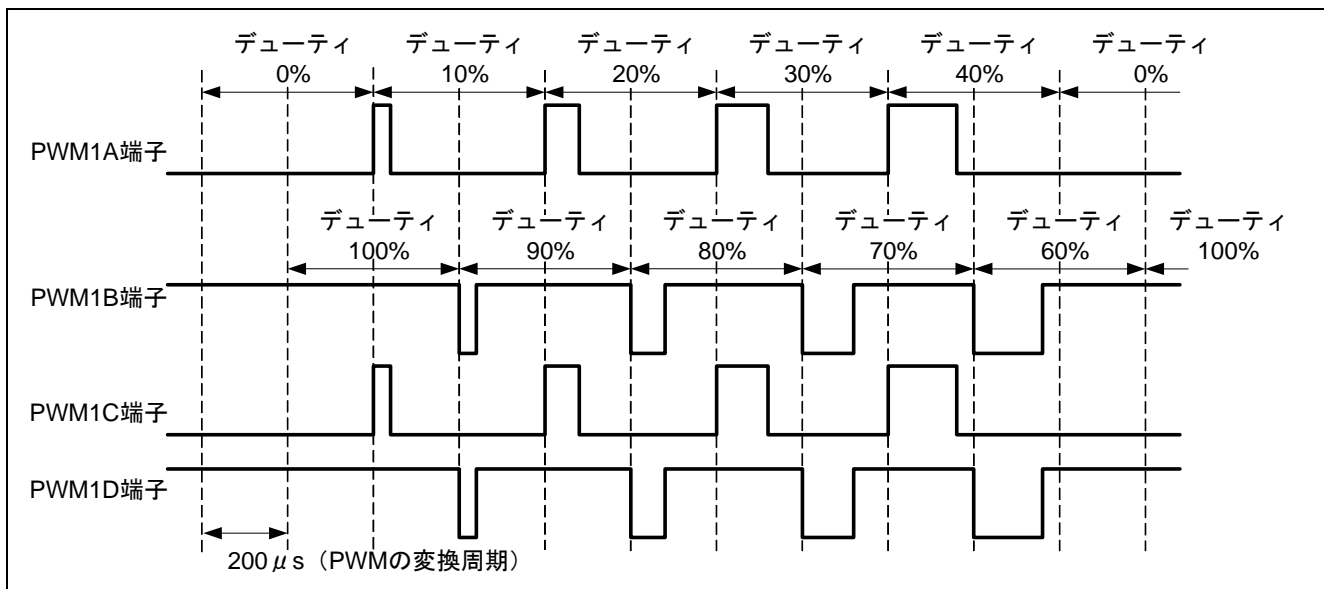 デューティ デューティ デューティ デューティ デューティ デューティ
0% 10% 20% 30% 40% 0%
PWM1A端子
デューティ デューティ デューティ デューティ デューティ デューティ
100% 90% 80% 70% 60% 100%
PWM1B端子
PWM1C端子
PWM1D端子
200μs（PWMの変換周期）